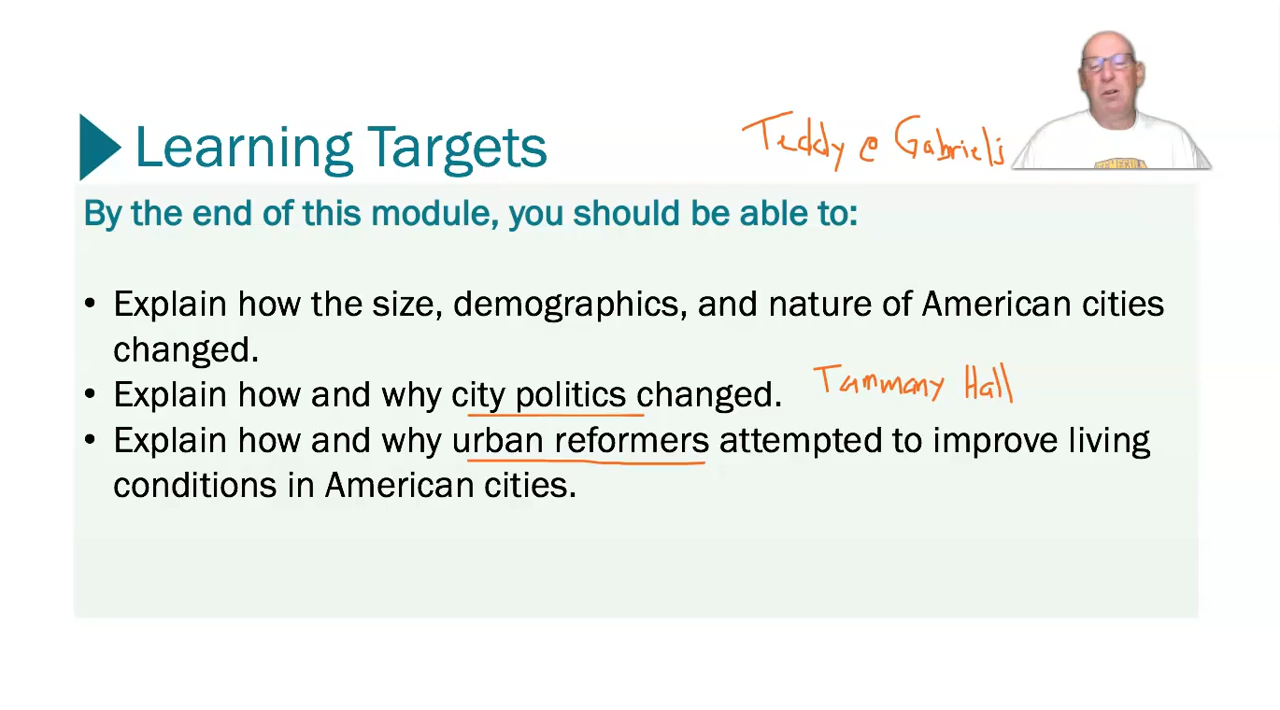 Learning Targets
Teddy @ Gabriel's
By the end of this module, you should be able to:
• Explain how the size, demographics, and nature of American cities
changed.
• Explain how and why city politics changed.
Tammany Hall
• Explain how and why urban reformers attempted to improve living
conditions in American cities.